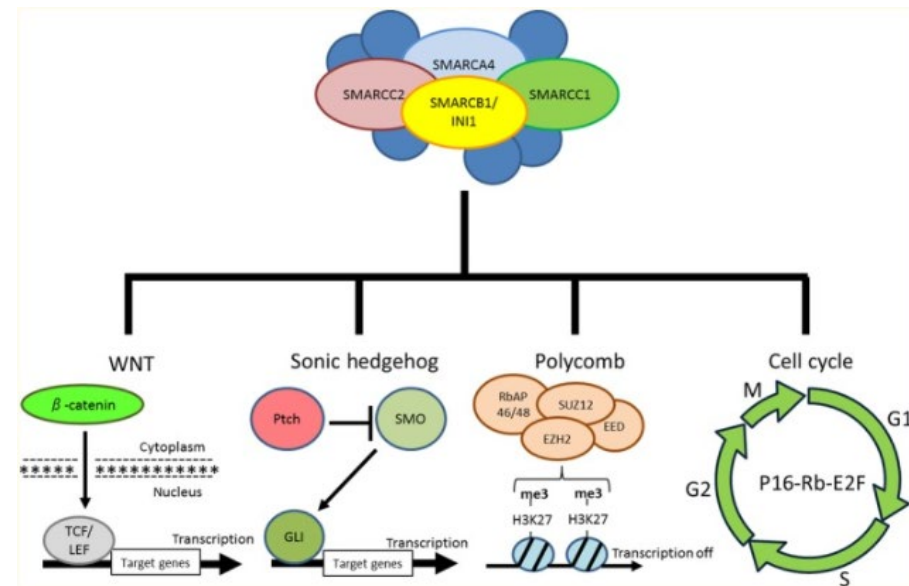 SMARCA4
SMARCC2
SMARCC1
SMARCB1/
INI1
WNT
Sonic hedgehog
Polycomb
Cell cycle
β-catenin
Cytoplasm
Nucleus
TCF/
LEF
Target genes
Transcription
Ptch
SMO
GLI
Target genes
Transcription
RbAP
46/48
SUZ12
EED
EZH2
me3 me3
H3K27 H3K27
Transcription off
M
G1
G2
P16-Rb-E2F
S